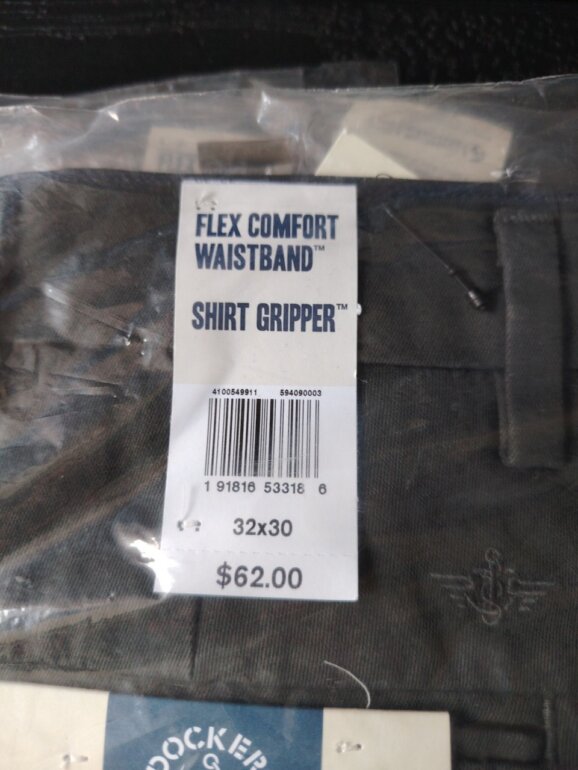 FLEX COMFORT
WAISTBAND™
SHIRT GRIPPER™
4100549911 594090003
1 91816 53318 6
32x30
$62.00
DOCKER